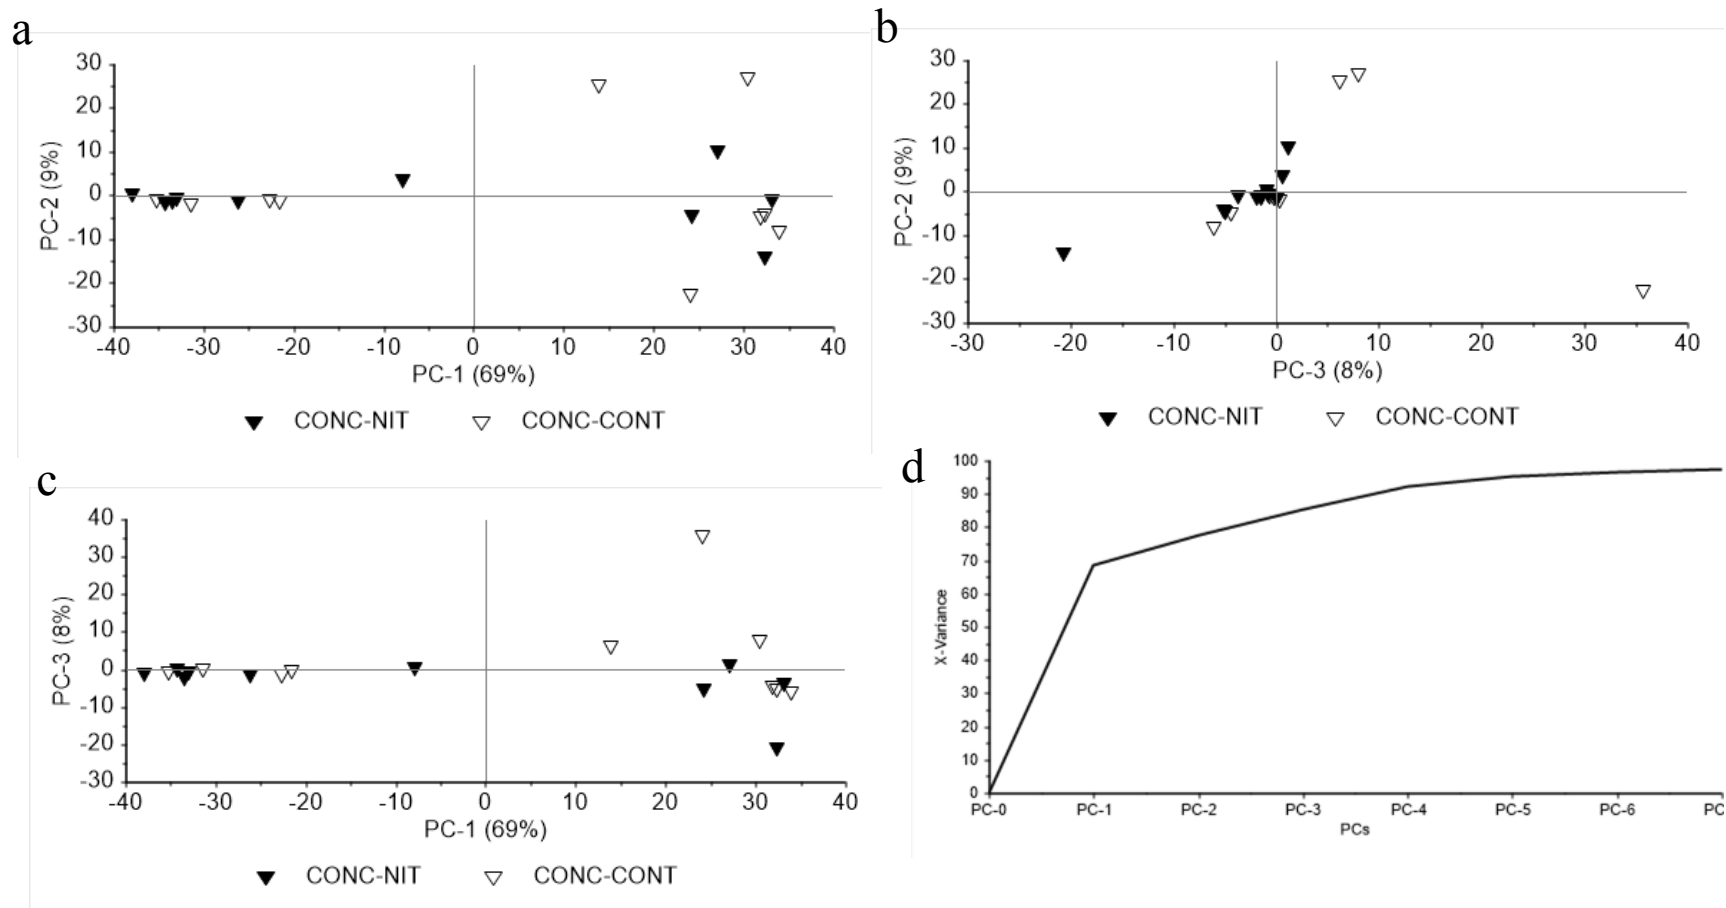 a
30
20
10
0
-10
-20
-30
PC-2 (9%)
-40 -30 -20 -10 0 10 20 30 40
PC-1 (69%)
CONC-NIT CONC-CONT
b
30
20
10
0
-10
-20
-30
PC-2 (9%)
-30 -20 -10 0 10 20 30 40
PC-3 (8%)
CONC-NIT CONC-CONT
c
40
30
20
10
0
-10
-20
-30
PC-3 (8%)
-40 -30 -20 -10 0 10 20 30 40
PC-1 (69%)
CONC-NIT CONC-CONT
d
100
90
80
70
60
50
40
30
20
10
0
X-Variance
PC-0 PC-1 PC-2 PC-3 PC-4 PC-5 PC-6 PC
PCs